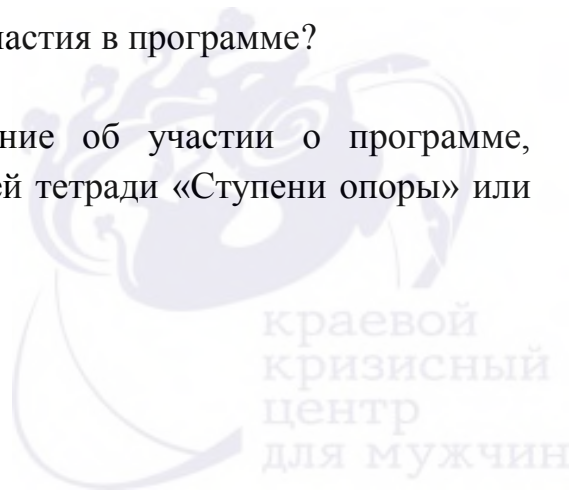 частия в программе?
ние об участии о программе,
ей тетради «Ступени опоры» или
краевой
кризисный
центр
для мужчин